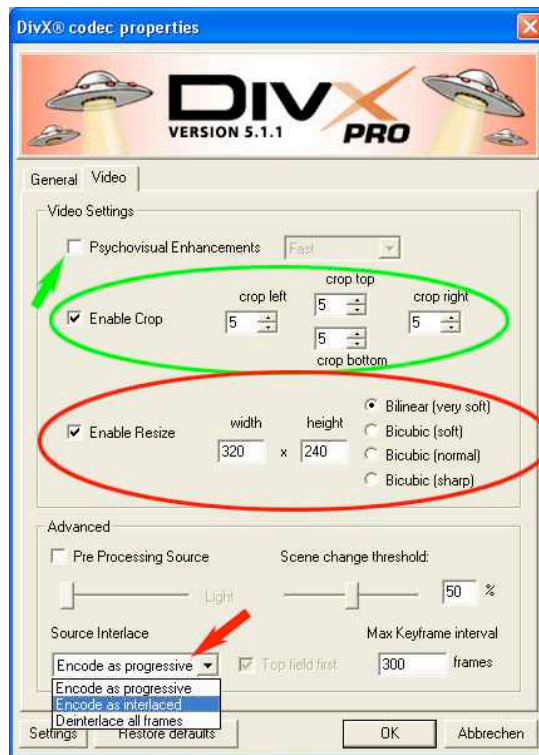 DivX® codec properties
DIVX
VERSION 5.1.1
PRO
General Video
Video Settings
Psychovisual Enhancements Fast
crop top
crop left crop right
Enable Crop 5 5 5
5
crop bottom
Bilinear (very soft)
width height
Bicubic (soft)
Enable Resize 320 x 240
Bicubic (normal)
Bicubic (sharp)
Advanced
Pre Processing Source Scene change threshold:
Light 50 %
Source Interlace Max Keyframe interval
Encode as progressive Top field first 300 frames
Encode as progressive
Encode as interlaced
Deinterlace all frames
Settings Restore defaults OK Abbrechen